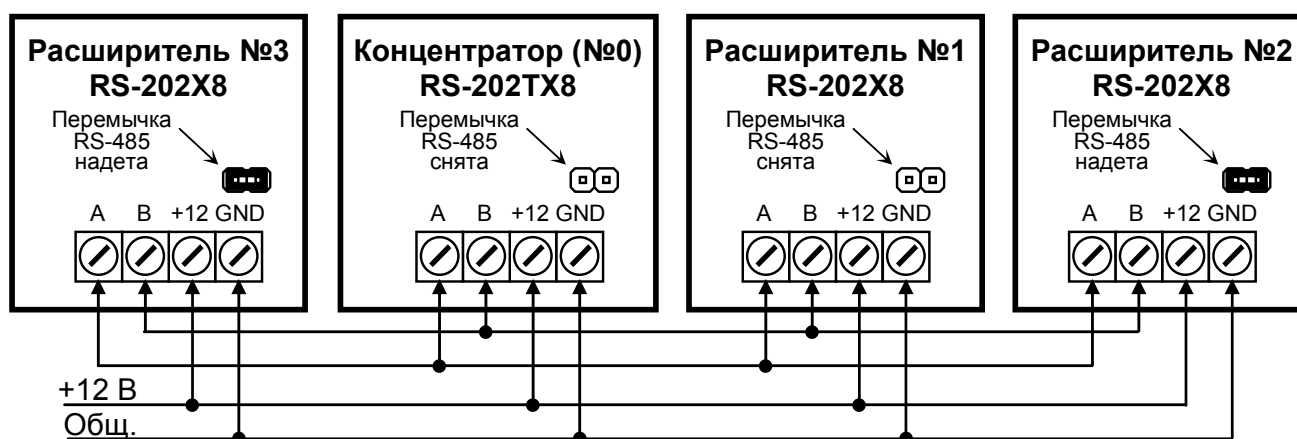 Расширитель №3
RS-202X8
Перемычка
RS-485
надета
A B +12 GND
Концентратор (№0)
RS-202TX8
Перемычка
RS-485
снята
A B +12 GND
Расширитель №1
RS-202X8
Перемычка
RS-485
снята
A B +12 GND
Расширитель №2
RS-202X8
Перемычка
RS-485
надета
A B +12 GND
+12 В
Общ.